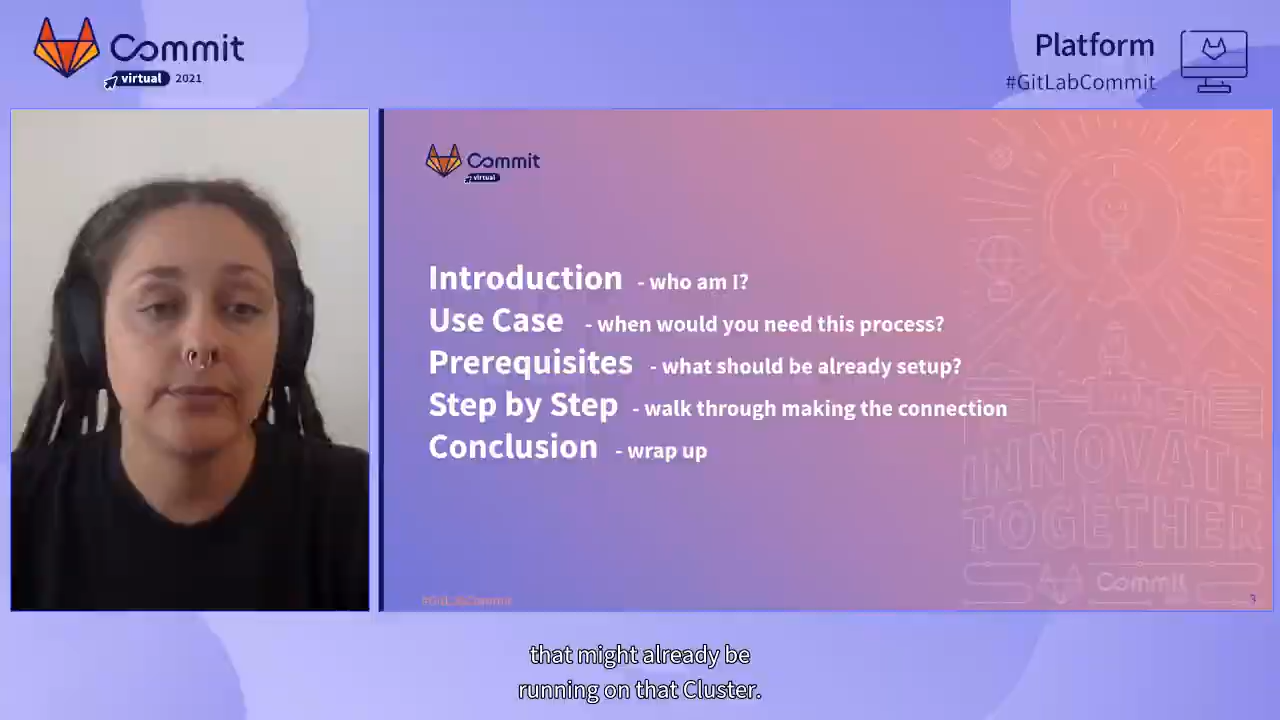 Commit
virtual 2021
Platform
#GitLabCommit
Commit
virtual
Introduction - who am I?
Use Case - when would you need this process?
Prerequisites - what should be already setup?
Step by Step - walk through making the connection
Conclusion - wrap up
INNOVATE
TOGETHER
Commit
#GitLabCommit
3
that might already be
running on that Cluster.